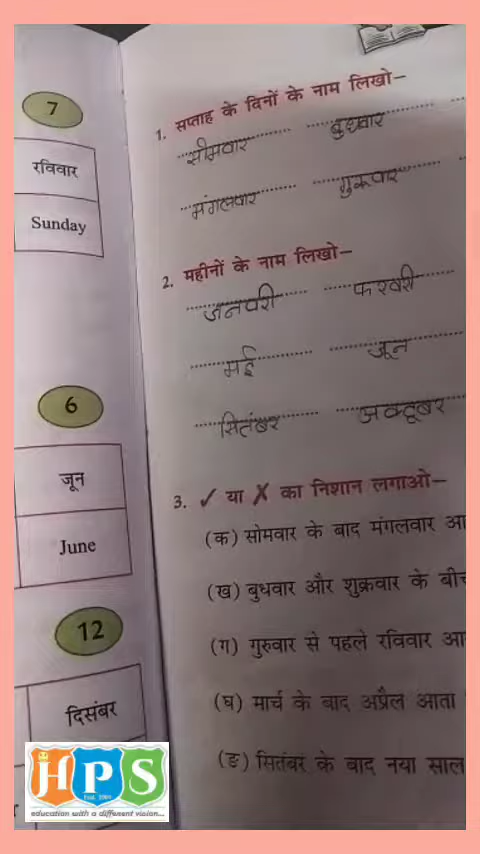 7
रविवार
Sunday
6
जून
June
12
दिसंबर
1. सप्ताह के दिनों के नाम लिखो–
सोमवार बुधवार
मंगलवार गुरूवार
2. महीनों के नाम लिखो–
जनवरी फरवरी
मई जून
सितंबर अक्टूबर
3. ✓ या ✗ का निशान लगाओ–
(क) सोमवार के बाद मंगलवार आ
(ख) बुधवार और शुक्रवार के बीच
(ग) गुरुवार से पहले रविवार आ
(घ) मार्च के बाद अप्रैल आता
(ङ) सितंबर के बाद नया साल
HPS
education with a different vision...